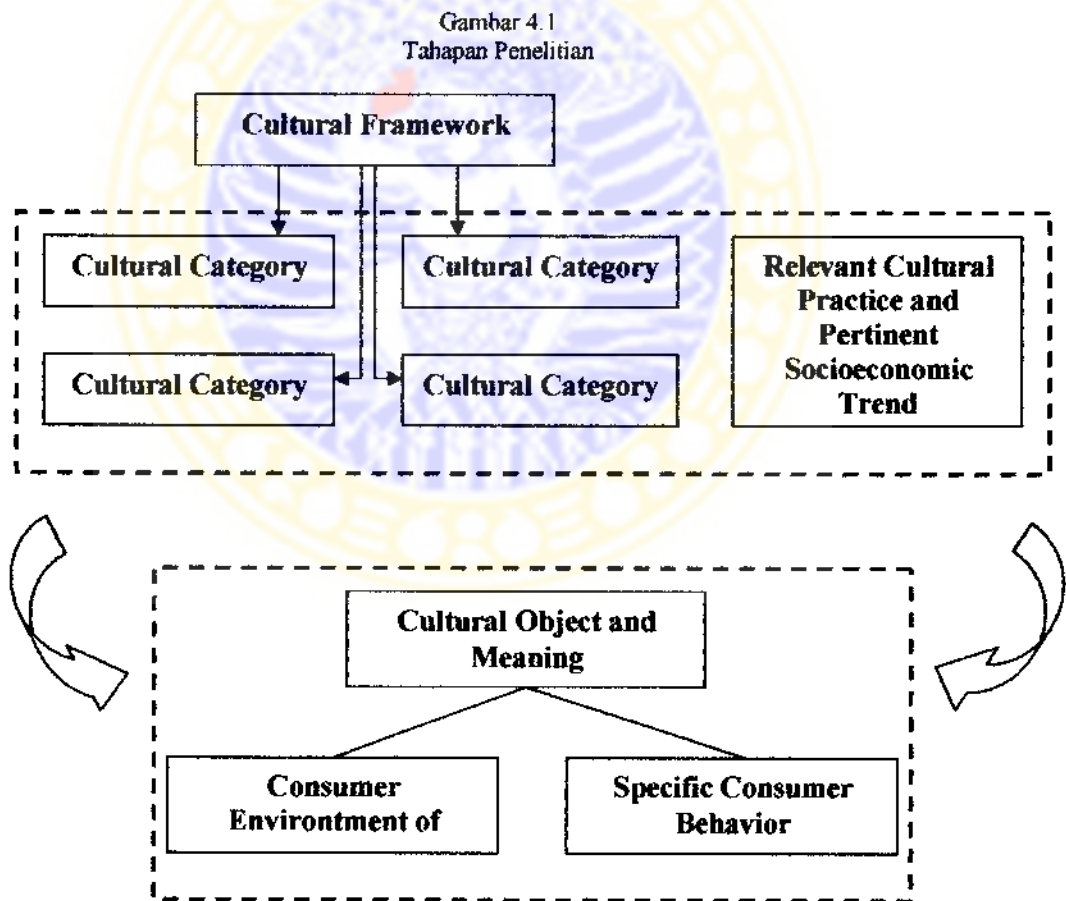 Gambar 4.1
Tahapan Penelitian
Cultural Framework
Cultural Category
Cultural Category
Relevant Cultural
Practice and
Pertinent
Socioeconomic
Trend
Cultural Category
Cultural Category
Cultural Object and
Meaning
Consumer
Environtment of
Specific Consumer
Behavior